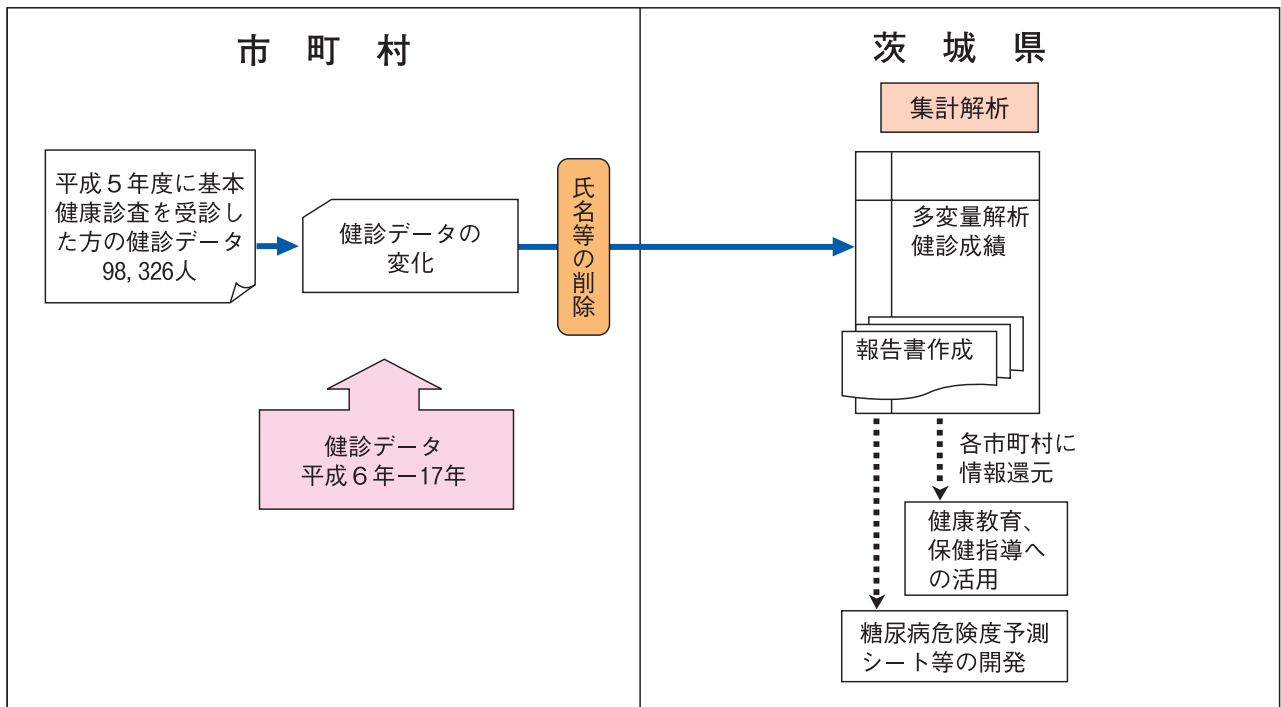 市 町 村
平成５年度に基本
健康診査を受診し
た方の健診データ
98, 326人
健診データの
変化
氏名等の削除
健診データ
平成６年－17年
茨 城 県
集計解析
多変量解析
健診成績
報告書作成
各市町村に
情報還元
健康教育、
保健指導へ
の活用
糖尿病危険度予測
シート等の開発